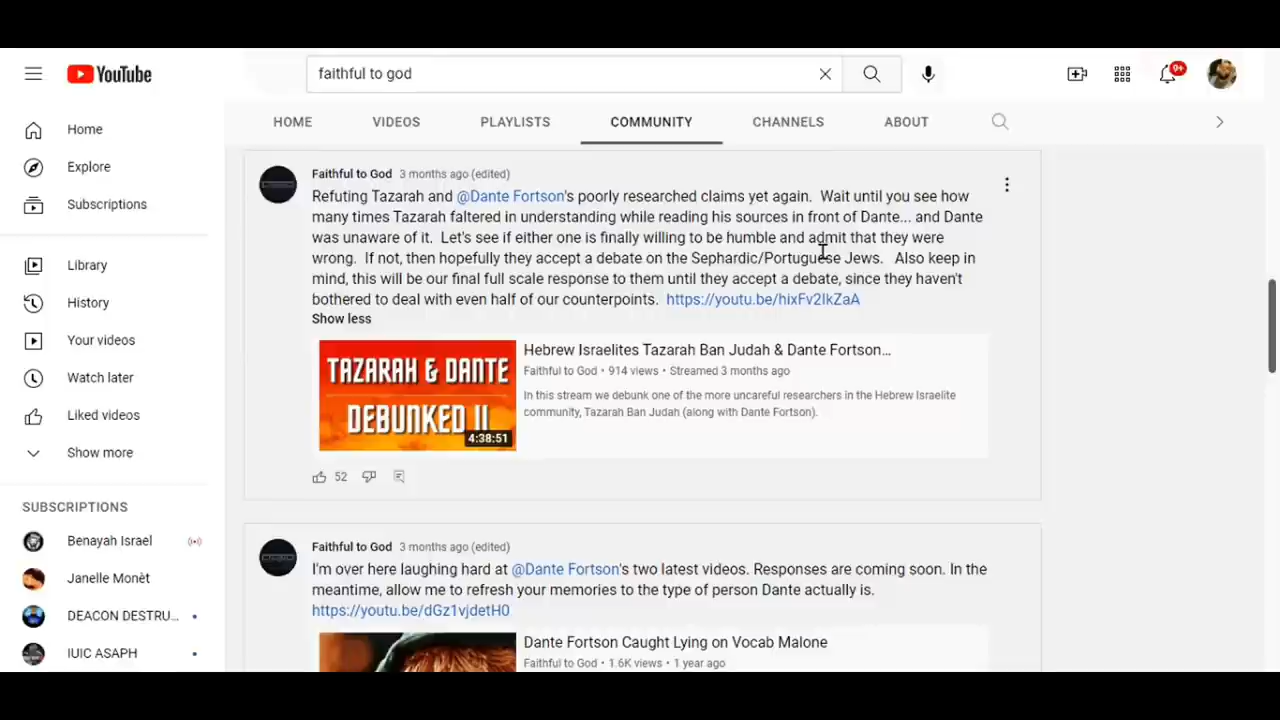 YouTube
faithful to god
9+
HOME VIDEOS PLAYLISTS COMMUNITY CHANNELS ABOUT
Home
Explore
Subscriptions
Library
History
Your videos
Watch later
Liked videos
Show more
SUBSCRIPTIONS
Benayah Israel
Janelle Monèt
DEACON DESTRU...
IUIC ASAPH
Faithful to God 3 months ago (edited)
Refuting Tazarah and @Dante Fortson's poorly researched claims yet again. Wait until you see how
many times Tazarah faltered in understanding while reading his sources in front of Dante... and Dante
was unaware of it. Let's see if either one is finally willing to be humble and admit that they were
wrong. If not, then hopefully they accept a debate on the Sephardic/Portuguese Jews. Also keep in
mind, this will be our final full scale response to them until they accept a debate, since they haven't
bothered to deal with even half of our counterpoints. https://youtu.be/hixFv2IkZaA
Show less
TAZARAH & DANTE
DEBUNKED II
4:38:51
Hebrew Israelites Tazarah Ban Judah & Dante Fortson...
Faithful to God • 914 views • Streamed 3 months ago
In this stream we debunk one of the more uncareful researchers in the Hebrew Israelite
community, Tazarah Ban Judah (along with Dante Fortson).
52
Faithful to God 3 months ago (edited)
I'm over here laughing hard at @Dante Fortson's two latest videos. Responses are coming soon. In the
meantime, allow me to refresh your memories to the type of person Dante actually is.
https://youtu.be/dGz1vjdetH0
Dante Fortson Caught Lying on Vocab Malone
Faithful to God • 1.6K views • 1 year ago